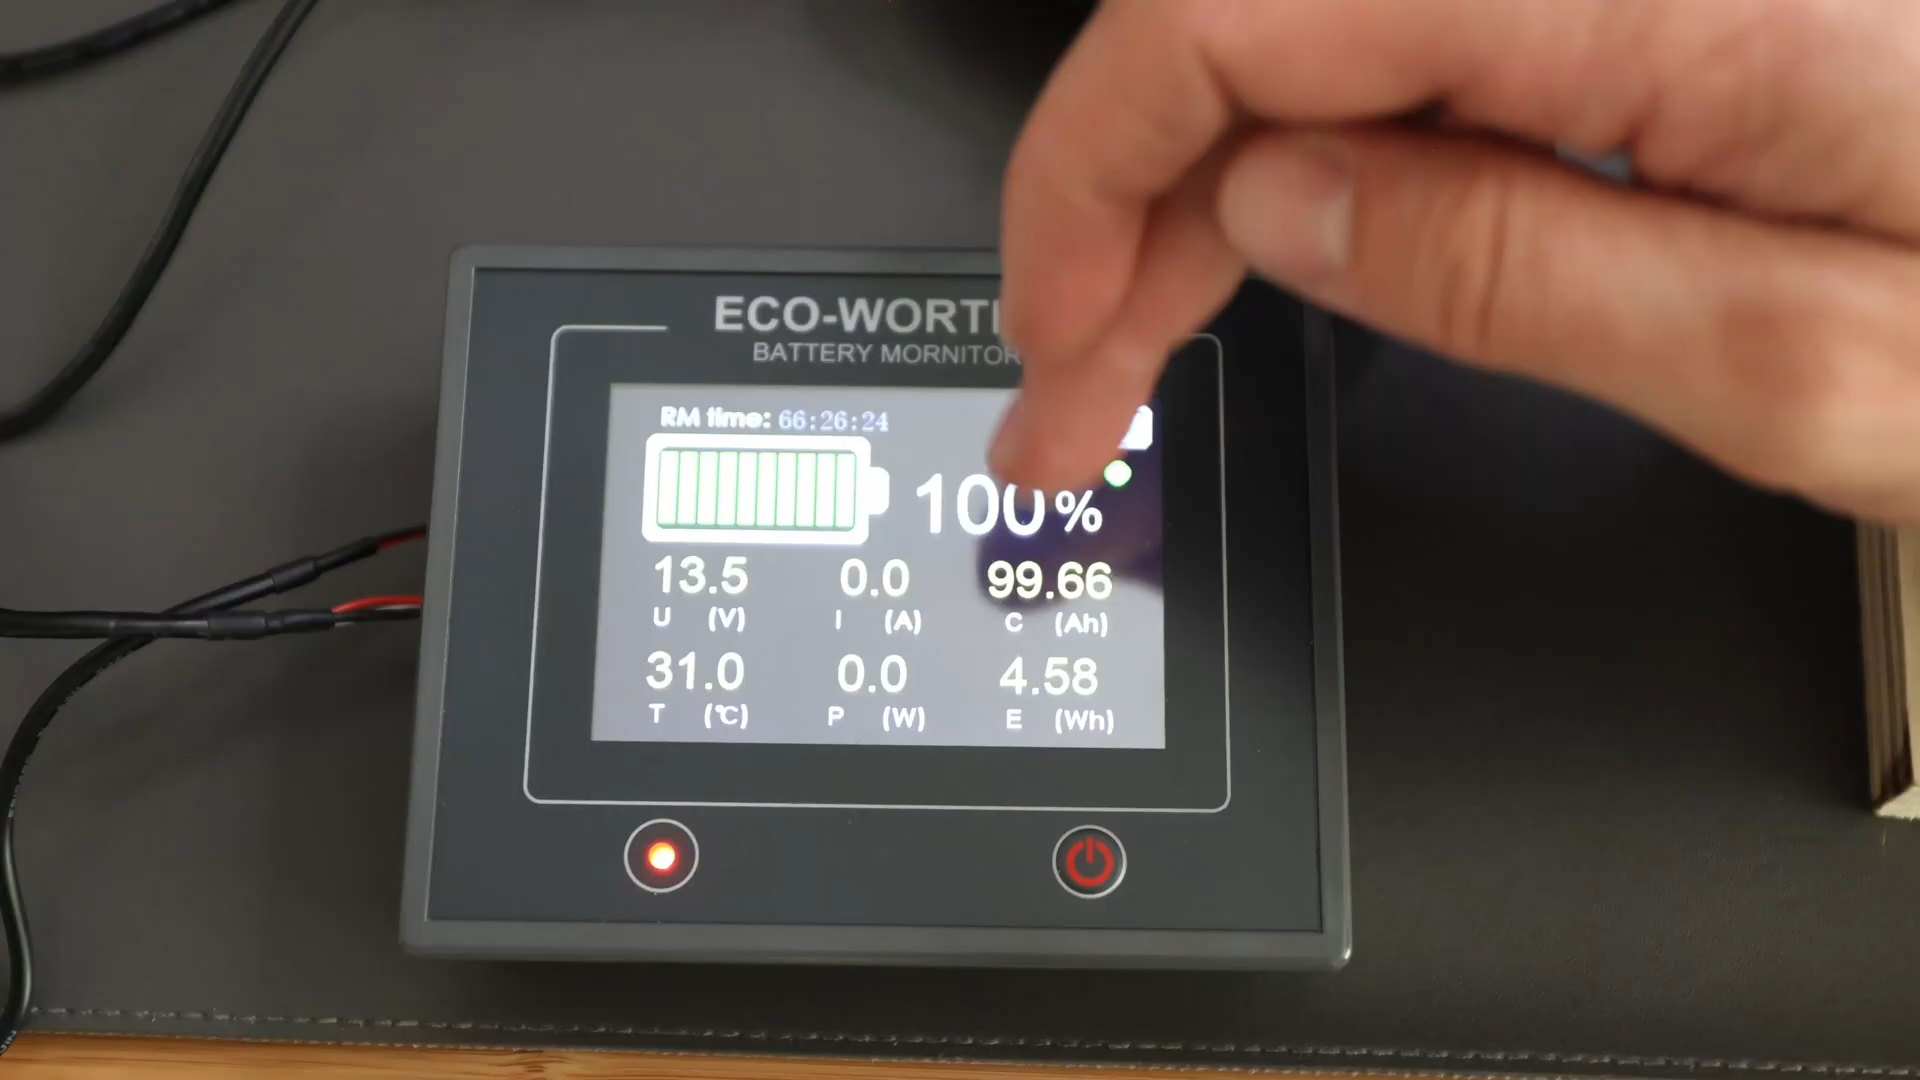 ECO-WORT
BATTERY MORNITOR
RM time: 66:26:24
100%
13.5 0.0 99.66
U (V) I (A) C (Ah)
31.0 0.0 4.58
T (℃) P (W) E (Wh)